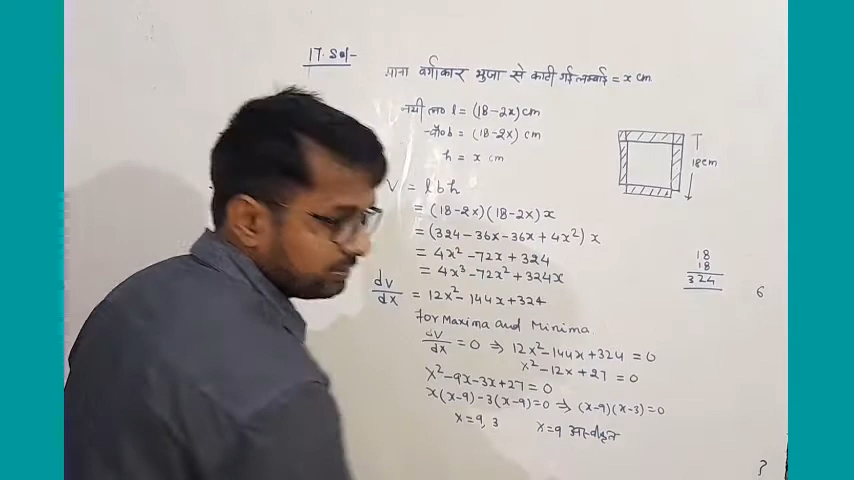 17. Sol-
माना वर्गाकार भुजा से काटी गई लम्बाई = x cm.
नयी ल० l = (18-2x) cm
चौ० b = (18-2x) cm
h = x cm
18cm
V = l b h
= (18-2x)(18-2x)x
= (324-36x-36x+4x²) x
= 4x²-72x+324
= 4x³-72x²+324x
18
18
324
6
dv/dx = 12x²-144x+324
For Maxima and Minima
dv/dx = 0 ⇒ 12x²-144x+324 = 0
x²-12x+27 = 0
x²-9x-3x+27 = 0
x(x-9)-3(x-9)=0 ⇒ (x-9)(x-3)=0
x=9,3 x=9 अस्वीकृत
?